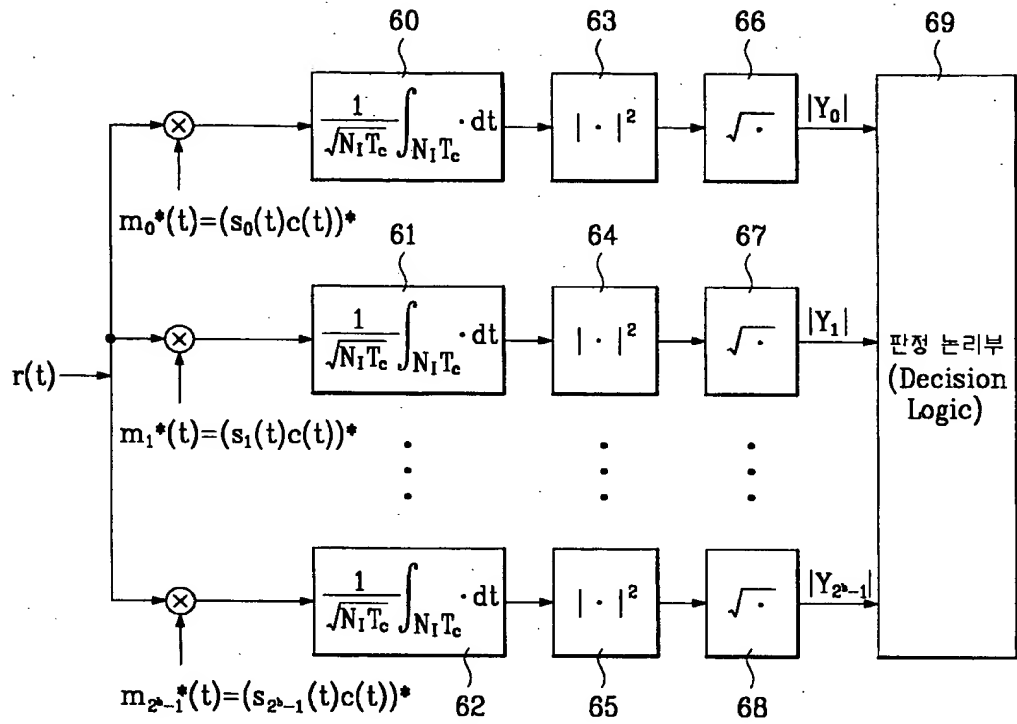 60 63 66 69
1/√(N_I T_c) ∫_{N_I T_c} · dt | · |² √· |Y₀|
m₀*(t)=(s₀(t)c(t))*
61 64 67
1/√(N_I T_c) ∫_{N_I T_c} · dt | · |² √· |Y₁|
판정 논리부
(Decision
Logic)
r(t)
m₁*(t)=(s₁(t)c(t))*
1/√(N_I T_c) ∫_{N_I T_c} · dt | · |² √· |Y_{2^b-1}|
m_{2^b-1}*(t)=(s_{2^b-1}(t)c(t))*
62 65 68